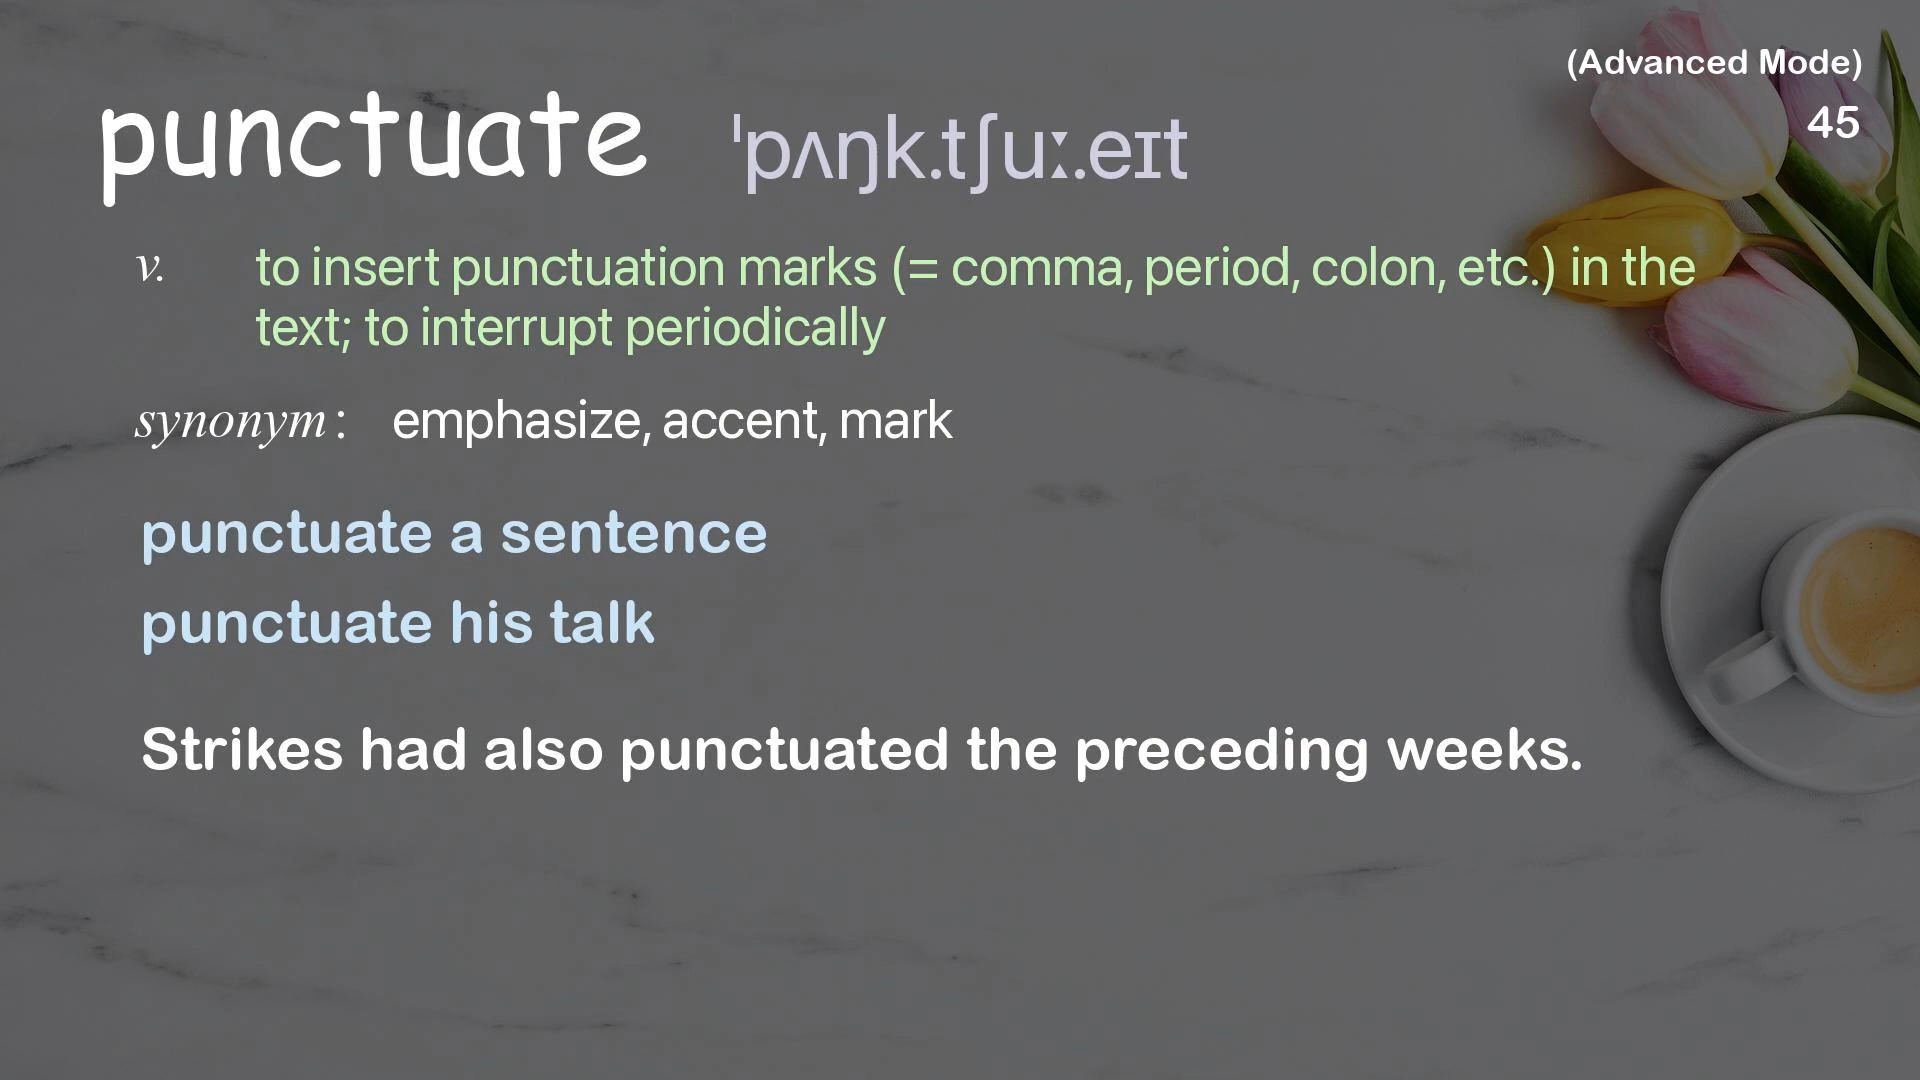 (Advanced Mode)
45
punctuate ˈpʌŋk.tʃuː.eɪt
v. to insert punctuation marks (= comma, period, colon, etc.) in the
text; to interrupt periodically
synonym : emphasize, accent, mark
punctuate a sentence
punctuate his talk
Strikes had also punctuated the preceding weeks.